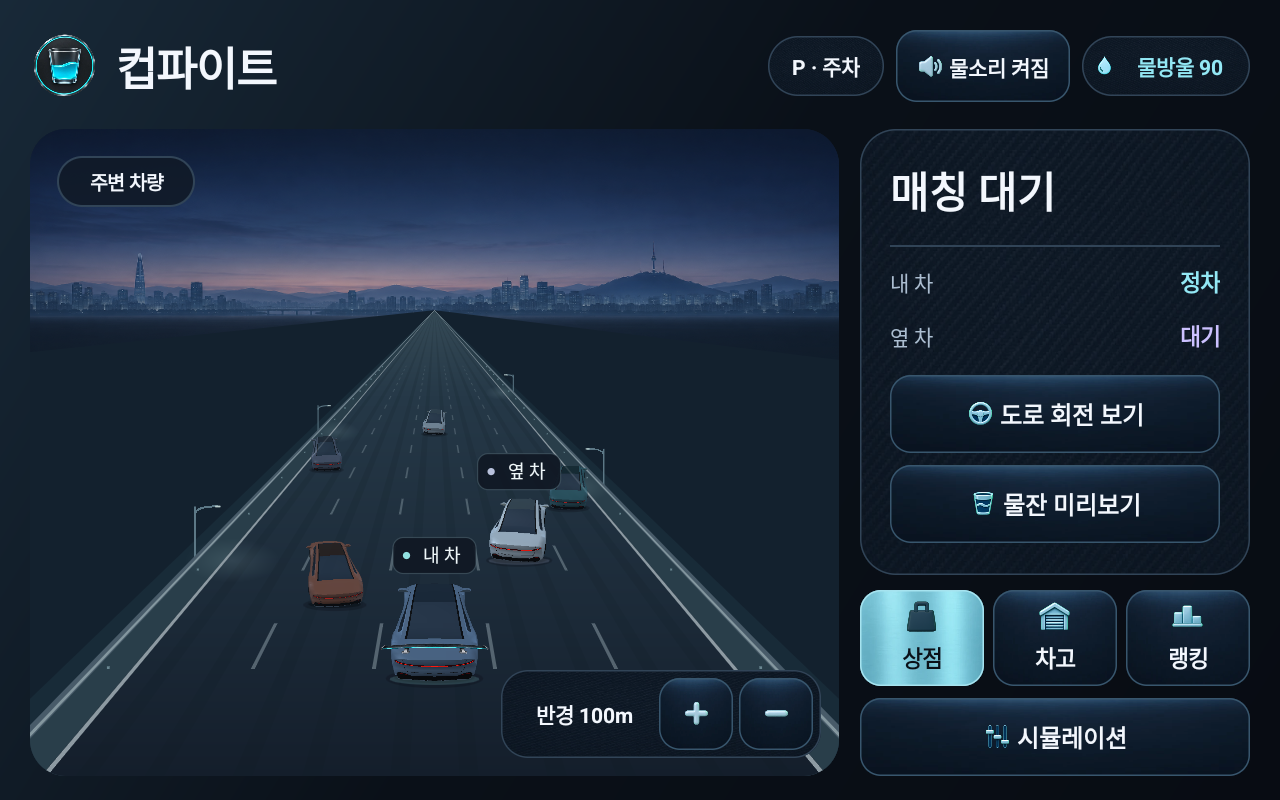 컵파이트
P · 주차
물소리 켜짐
물방울 90
주변 차량
옆 차
내 차
반경 100m
+
−
매칭 대기
내 차 정차
옆 차 대기
도로 회전 보기
물잔 미리보기
상점
차고
랭킹
시뮬레이션